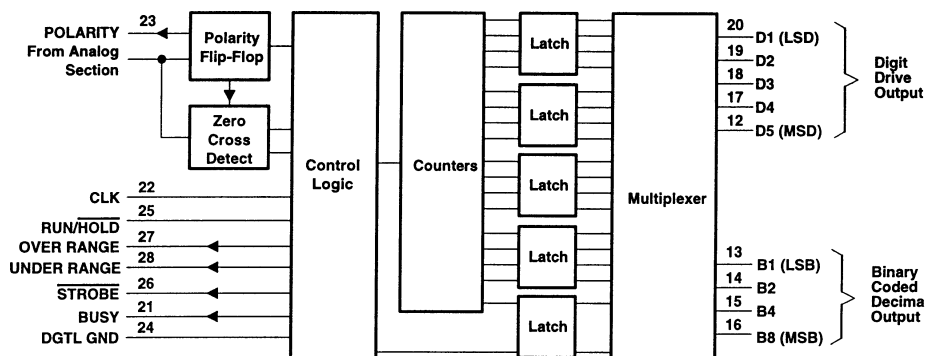 23
POLARITY
From Analog
Section
Polarity
Flip-Flop
Zero
Cross
Detect
22
CLK
25
RUN/HOLD
27
OVER RANGE
28
UNDER RANGE
26
STROBE
21
BUSY
24
DGTL GND
Control
Logic
Counters
Latch
Latch
Latch
Latch
Latch
Multiplexer
20
D1 (LSD)
19
D2
18
D3
17
D4
12
D5 (MSD)
Digit
Drive
Output
13
B1 (LSB)
14
B2
15
B4
16
B8 (MSB)
Binary
Coded
Decima
Output